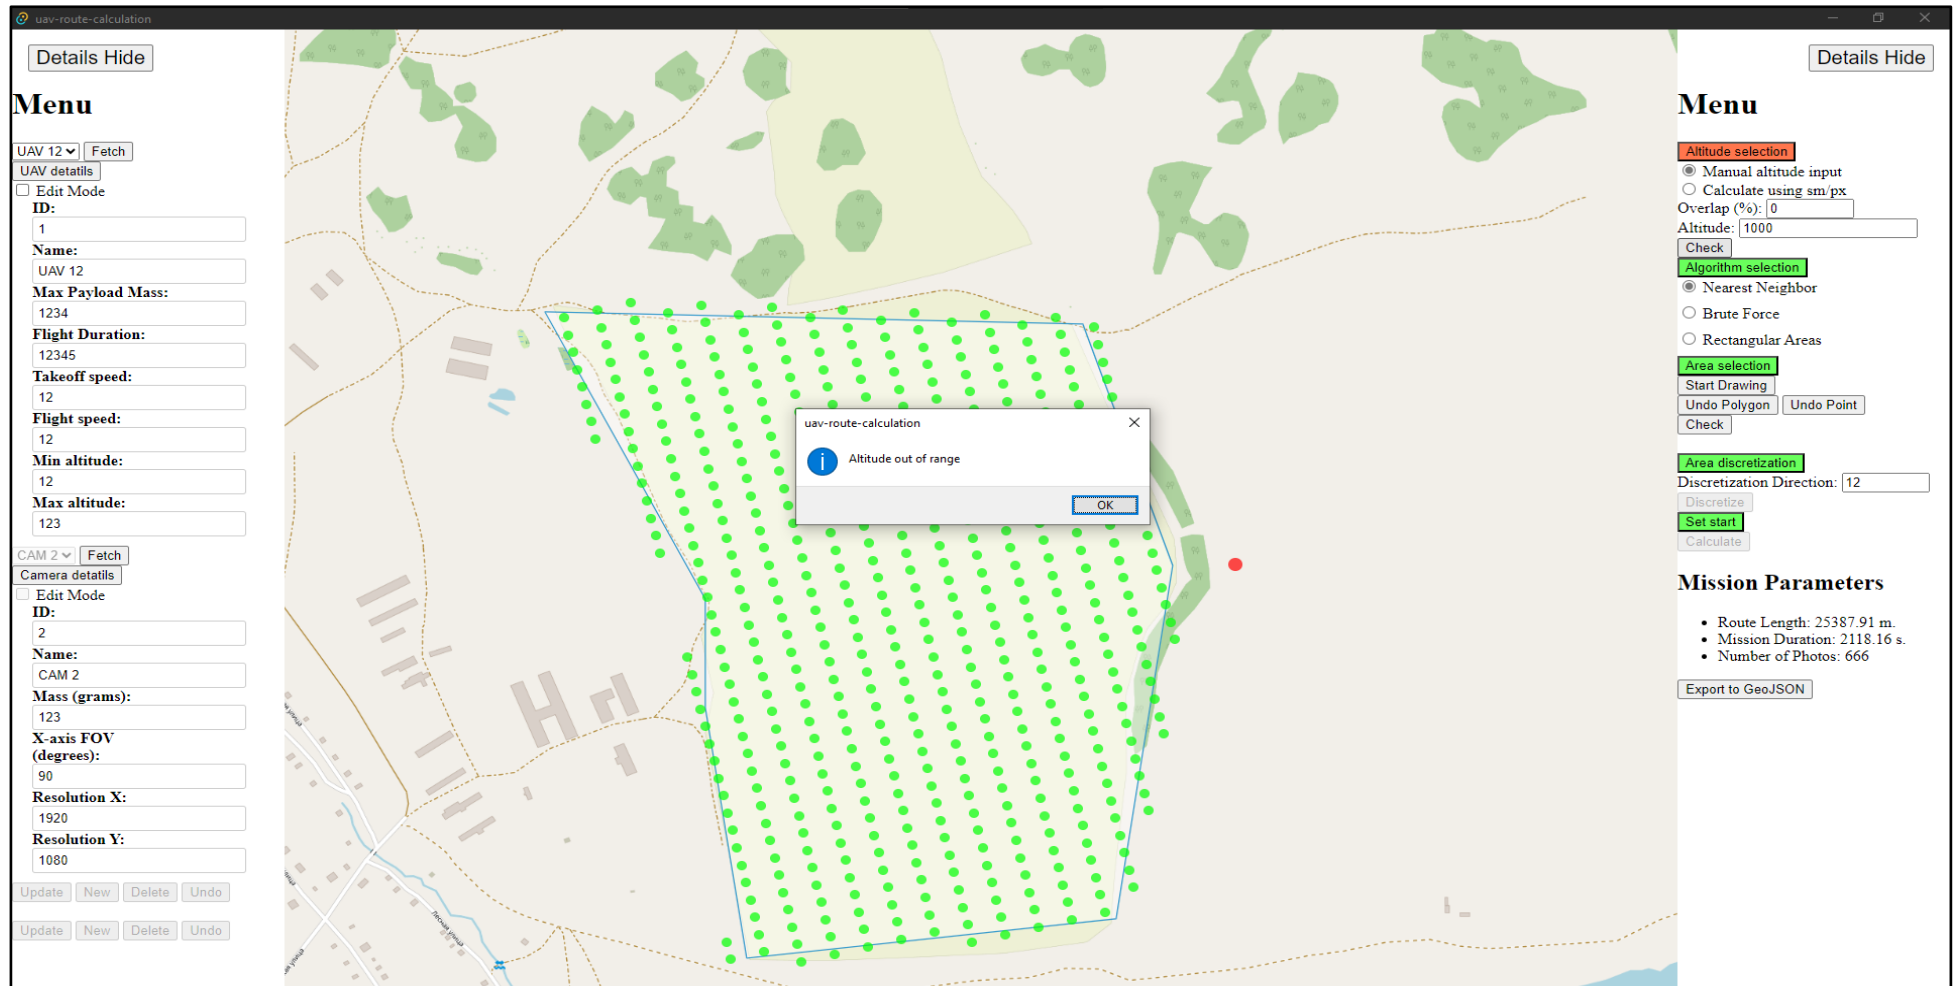 uav-route-calculation
Details Hide
Menu
UAV 12 Fetch
UAV detatils
Edit Mode
ID:
1
Name:
UAV 12
Max Payload Mass:
1234
Flight Duration:
12345
Takeoff speed:
12
Flight speed:
12
Min altitude:
12
Max altitude:
123
CAM 2 Fetch
Camera detatils
Edit Mode
ID:
2
Name:
CAM 2
Mass (grams):
123
X-axis FOV
(degrees):
90
Resolution X:
1920
Resolution Y:
1080
Update New Delete Undo
Update New Delete Undo
Лесная улица
uav-route-calculation
Altitude out of range
OK
Details Hide
Menu
Altitude selection
Manual altitude input
Calculate using sm/px
Overlap (%): 0
Altitude: 1000
Check
Algorithm selection
Nearest Neighbor
Brute Force
Rectangular Areas
Area selection
Start Drawing
Undo Polygon Undo Point
Check
Area discretization
Discretization Direction: 12
Discretize
Set start
Calculate
Mission Parameters
• Route Length: 25387.91 m.
• Mission Duration: 2118.16 s.
• Number of Photos: 666
Export to GeoJSON